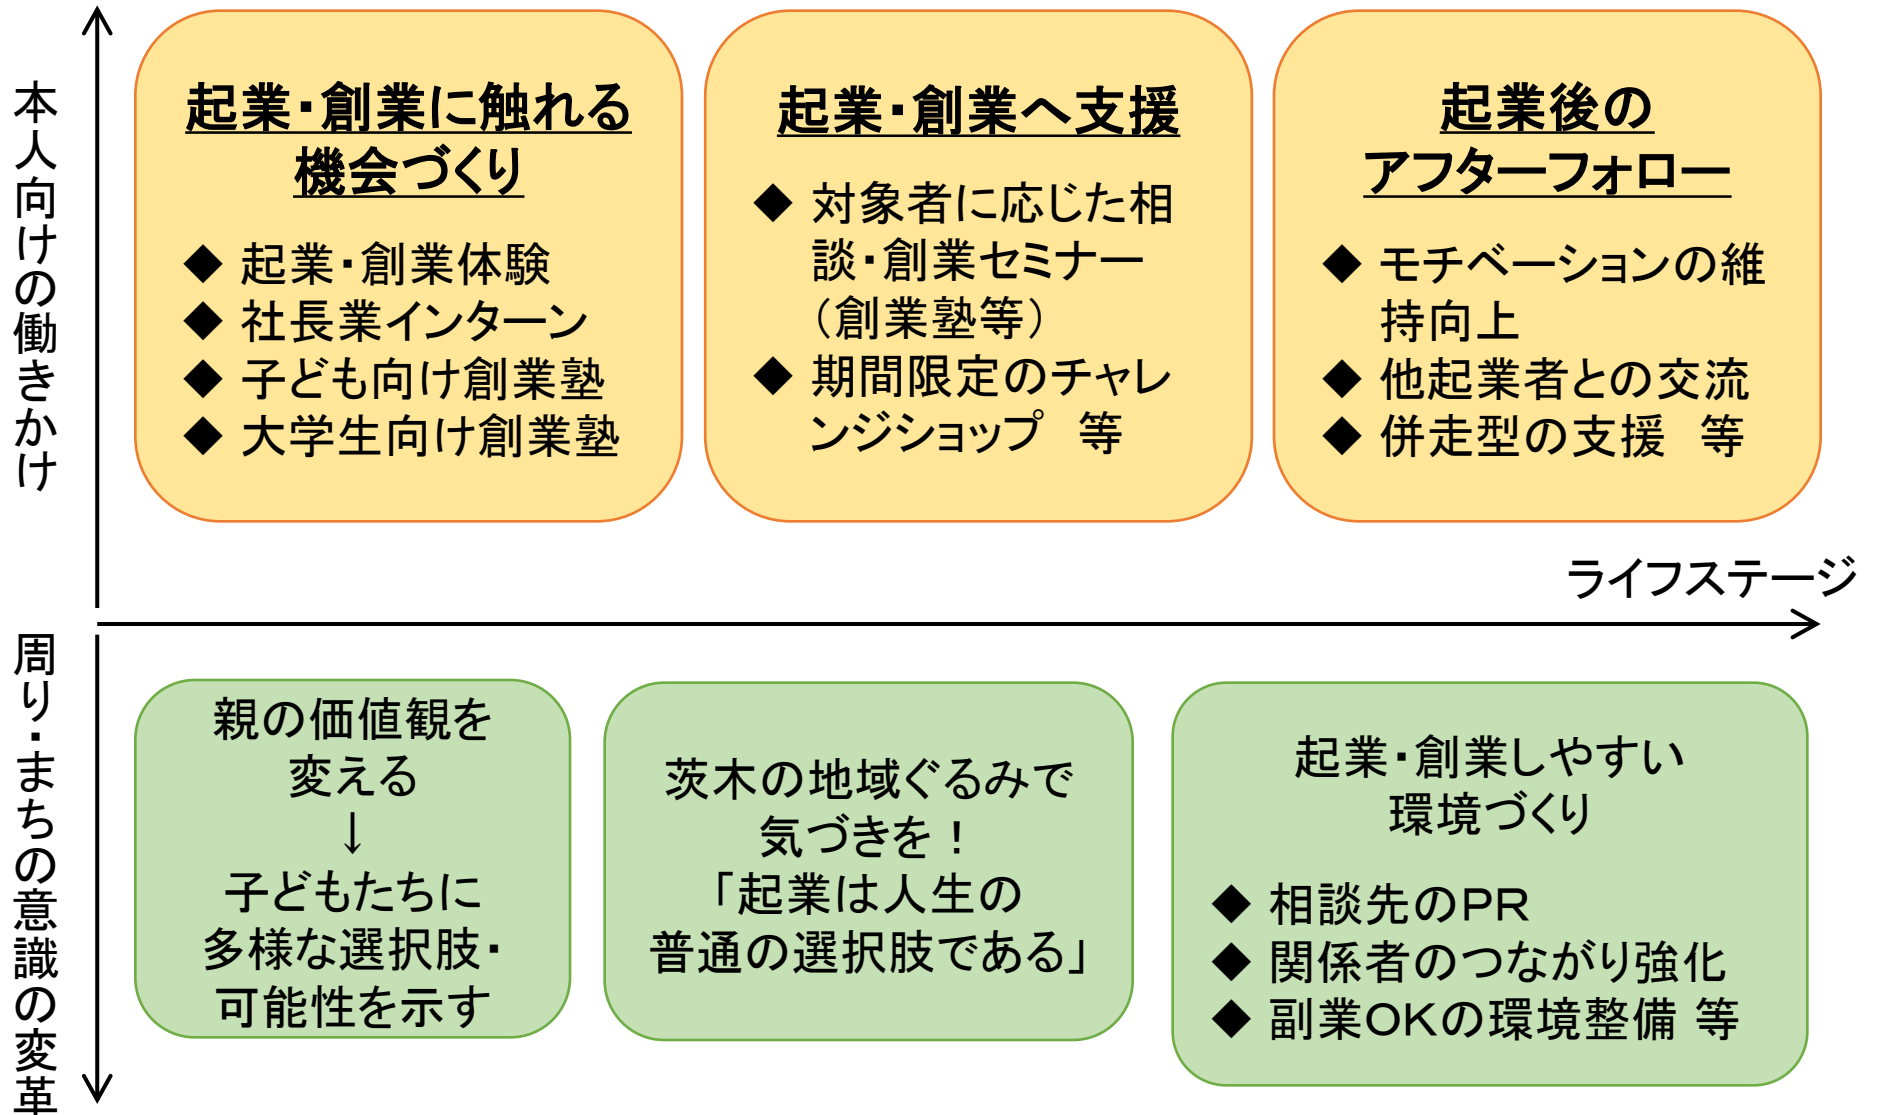 本人向けの働きかけ
起業・創業に触れる
機会づくり
◆ 起業・創業体験
◆ 社長業インターン
◆ 子ども向け創業塾
◆ 大学生向け創業塾
起業・創業へ支援
◆ 対象者に応じた相
談・創業セミナー
（創業塾等）
◆ 期間限定のチャレ
ンジショップ　等
起業後の
アフターフォロー
◆ モチベーションの維
持向上
◆ 他起業者との交流
◆ 併走型の支援　等
ライフステージ
周り・まちの意識の変革
親の価値観を
変える
↓
子どもたちに
多様な選択肢・
可能性を示す
茨木の地域ぐるみで
気づきを！
「起業は人生の
普通の選択肢である」
起業・創業しやすい
環境づくり
◆ 相談先のＰＲ
◆ 関係者のつながり強化
◆ 副業ＯＫの環境整備 等